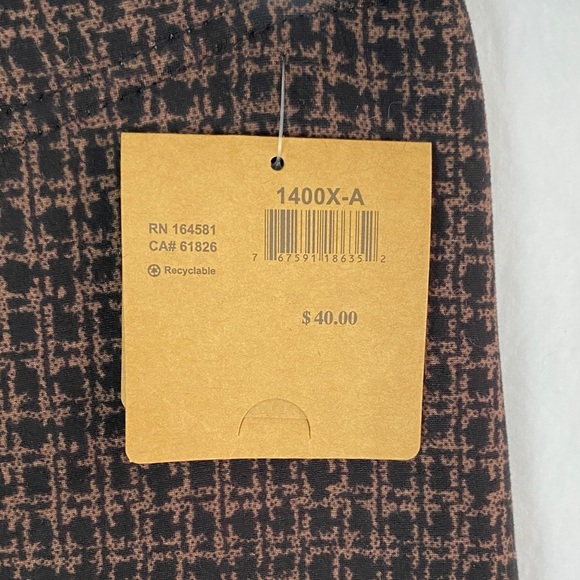 1400X-A
RN 164581
CA# 61826
7 67591 18635 2
Recyclable
$ 40.00